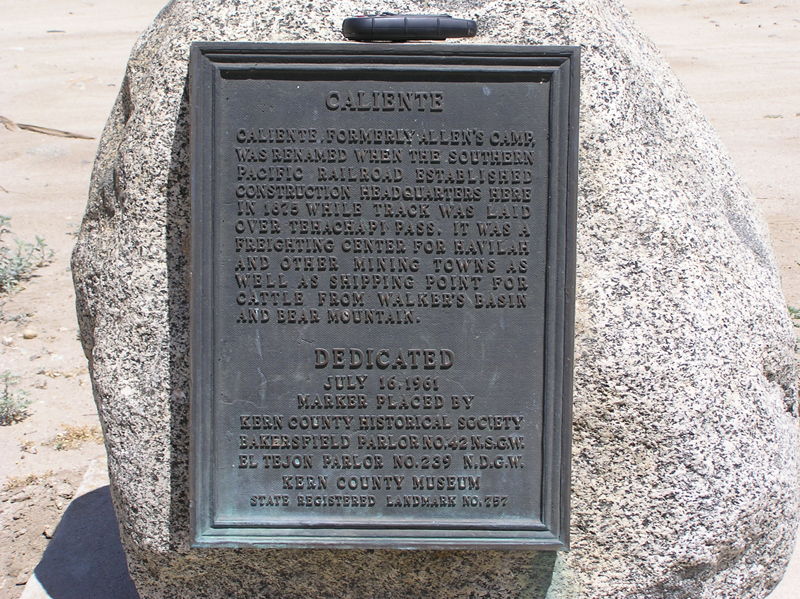 CALIENTE
CALIENTE, FORMERLY ALLEN'S CAMP,
WAS RENAMED WHEN THE SOUTHERN
PACIFIC RAILROAD ESTABLISHED
CONSTRUCTION HEADQUARTERS HERE
IN 1875 WHILE TRACK WAS LAID
OVER TEHACHAPI PASS. IT WAS A
FREIGHTING CENTER FOR HAVILAH
AND OTHER MINING TOWNS AS
WELL AS SHIPPING POINT FOR
CATTLE FROM WALKER'S BASIN
AND BEAR MOUNTAIN.
DEDICATED
JULY 16, 1961
MARKER PLACED BY
KERN COUNTY HISTORICAL SOCIETY
BAKERSFIELD PARLOR NO. 42 N.S.G.W.
EL TEJON PARLOR NO. 239 N.D.G.W.
KERN COUNTY MUSEUM
STATE REGISTERED LANDMARK NO. 757